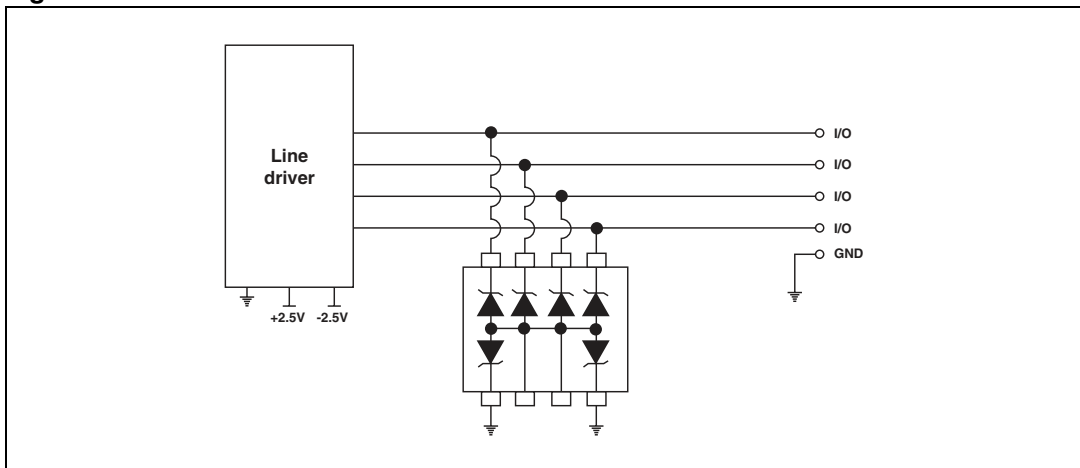 Line
driver
+2.5V -2.5V
I/O
I/O
I/O
I/O
GND